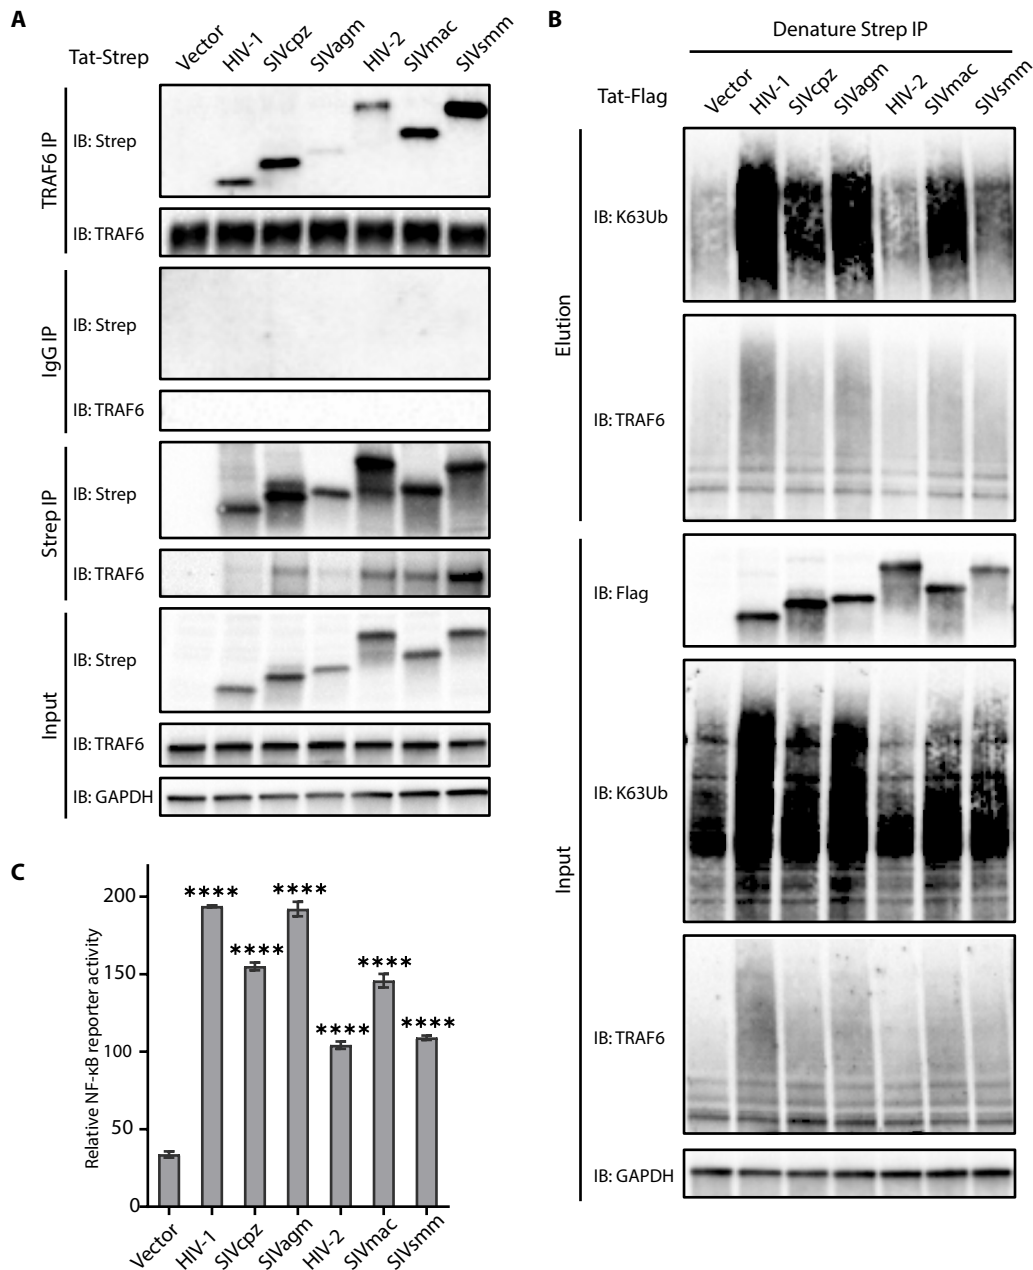 A
Tat-Strep
Vector
HIV-1
SIVcpz
SIVagm
HIV-2
SIVmac
SIVsmm
TRAF6 IP
IB: Strep
IB: TRAF6
IgG IP
IB: Strep
IB: TRAF6
Strep IP
IB: Strep
IB: TRAF6
Input
IB: Strep
IB: TRAF6
IB: GAPDH
B
Denature Strep IP
Tat-Flag
Vector
HIV-1
SIVcpz
SIVagm
HIV-2
SIVmac
SIVsmm
Elution
IB: K63Ub
IB: TRAF6
Input
IB: Flag
IB: K63Ub
IB: TRAF6
IB: GAPDH
C
Relative NF-κB reporter activity
200
150
100
50
0
****
****
****
****
****
****
Vector
HIV-1
SIVcpz
SIVagm
HIV-2
SIVmac
SIVsmm